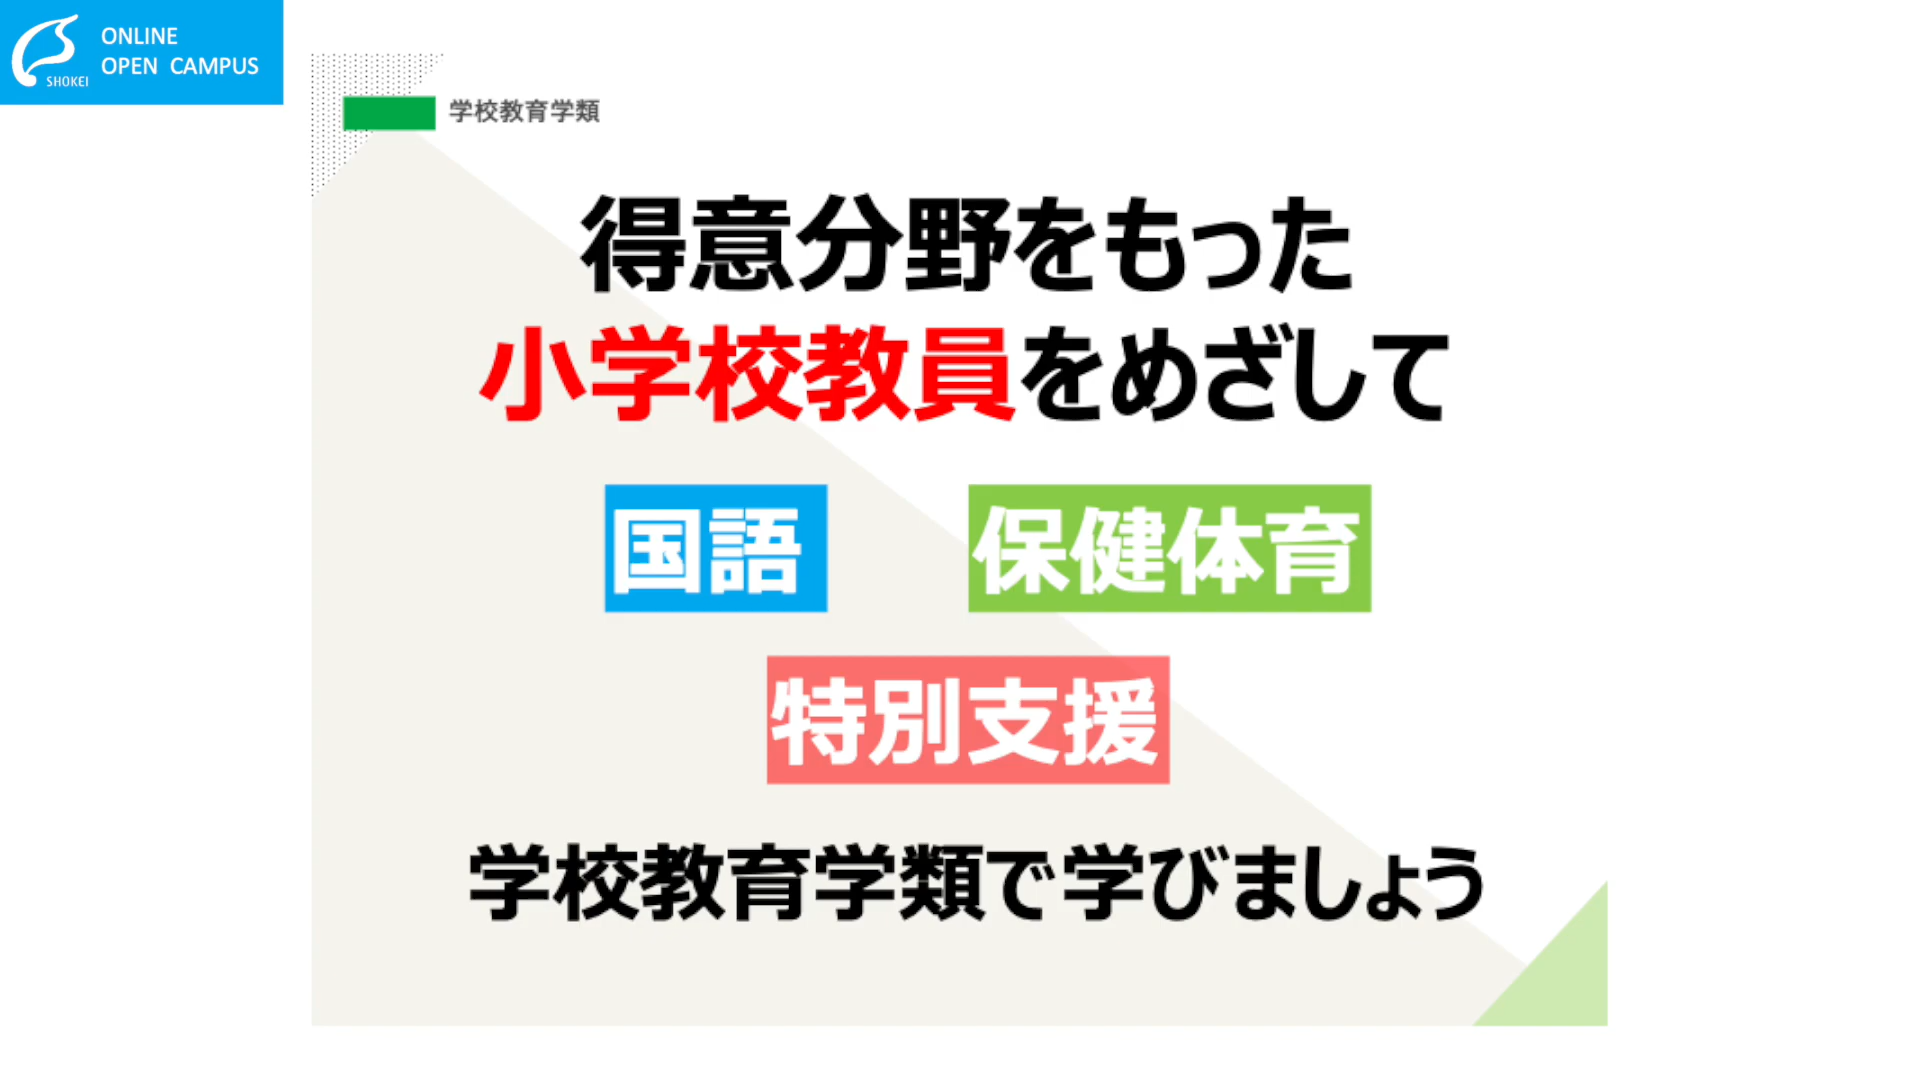 SHOKEI
ONLINE
OPEN CAMPUS
学校教育学類
得意分野をもった
小学校教員をめざして
国語 保健体育
特別支援
学校教育学類で学びましょう